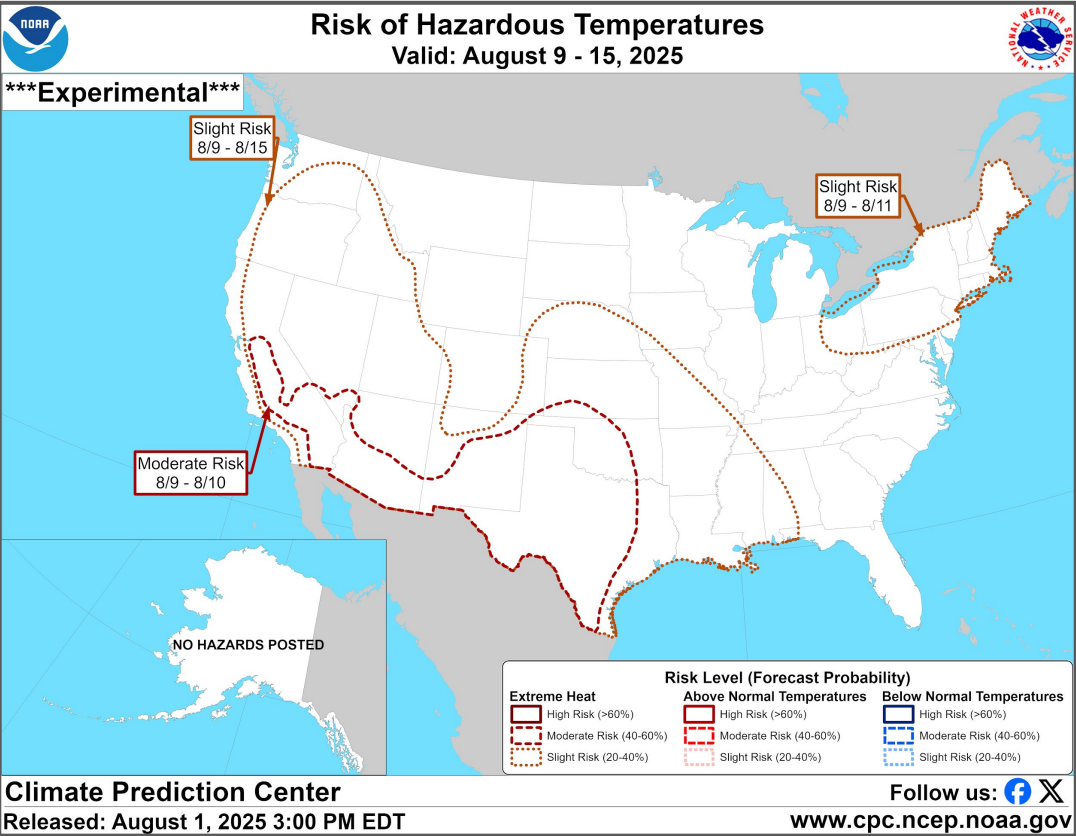 NOAA
Risk of Hazardous Temperatures
Valid: August 9 - 15, 2025
NATIONAL WEATHER SERVICE
***Experimental***
Slight Risk
8/9 - 8/15
Slight Risk
8/9 - 8/11
Moderate Risk
8/9 - 8/10
NO HAZARDS POSTED
Risk Level (Forecast Probability)
Extreme Heat
High Risk (>60%)
Moderate Risk (40-60%)
Slight Risk (20-40%)
Above Normal Temperatures
High Risk (>60%)
Moderate Risk (40-60%)
Slight Risk (20-40%)
Below Normal Temperatures
High Risk (>60%)
Moderate Risk (40-60%)
Slight Risk (20-40%)
Climate Prediction Center
Follow us:
Released: August 1, 2025 3:00 PM EDT
www.cpc.ncep.noaa.gov